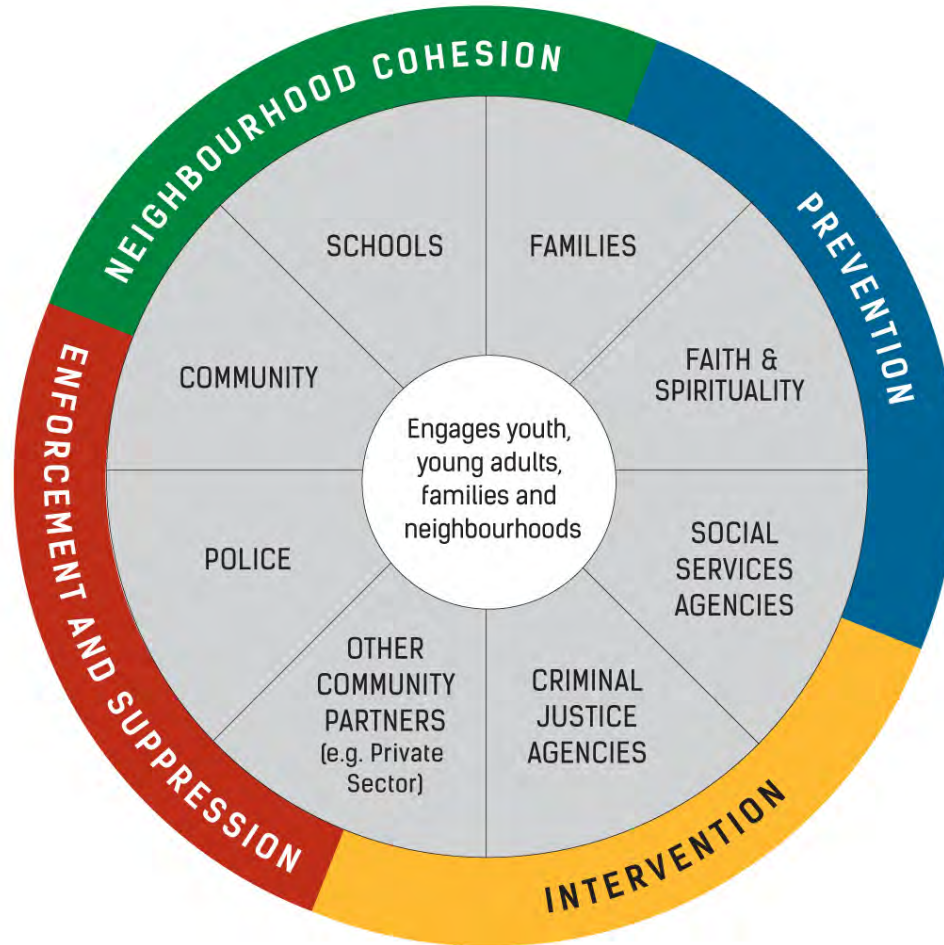 NEIGHBOURHOOD COHESION
PREVENTION
INTERVENTION
ENFORCEMENT AND SUPPRESSION
SCHOOLS
FAMILIES
FAITH &
SPIRITUALITY
SOCIAL
SERVICES
AGENCIES
CRIMINAL
JUSTICE
AGENCIES
OTHER
COMMUNITY
PARTNERS
(e.g. Private
Sector)
POLICE
COMMUNITY
Engages youth,
young adults,
families and
neighbourhoods